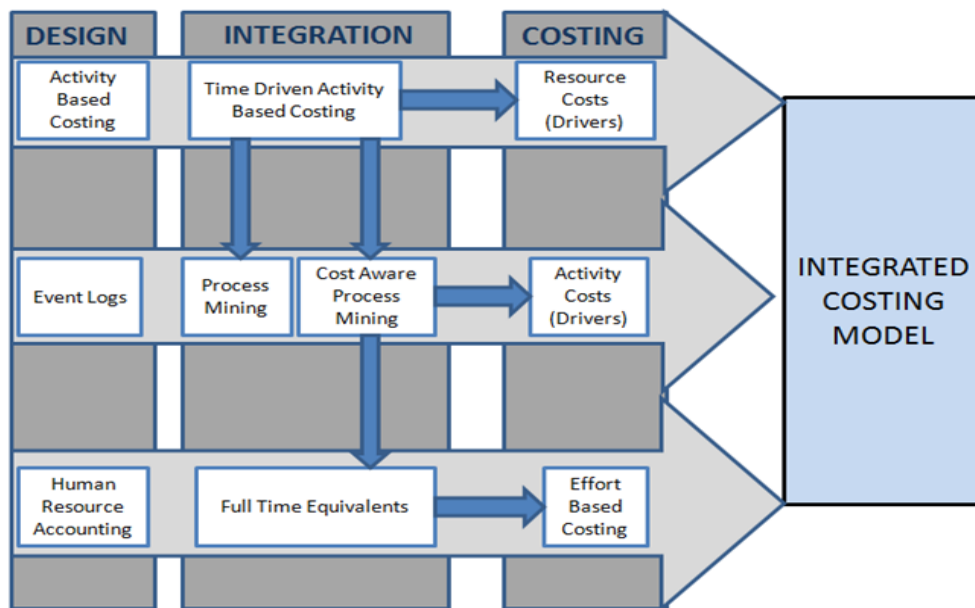 DESIGN
INTEGRATION
COSTING
Activity
Based
Costing
Time Driven Activity
Based Costing
Resource
Costs
(Drivers)
Event Logs
Process
Mining
Cost Aware
Process
Mining
Activity
Costs
(Drivers)
Human
Resource
Accounting
Full Time Equivalents
Effort
Based
Costing
INTEGRATED
COSTING
MODEL